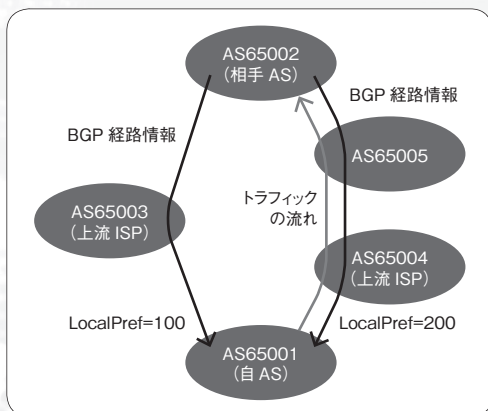 AS65002
(相手 AS)
BGP 経路情報
BGP 経路情報
AS65005
AS65003
(上流 ISP)
トラフィック
の流れ
AS65004
(上流 ISP)
LocalPref=100
LocalPref=200
AS65001
(自 AS)